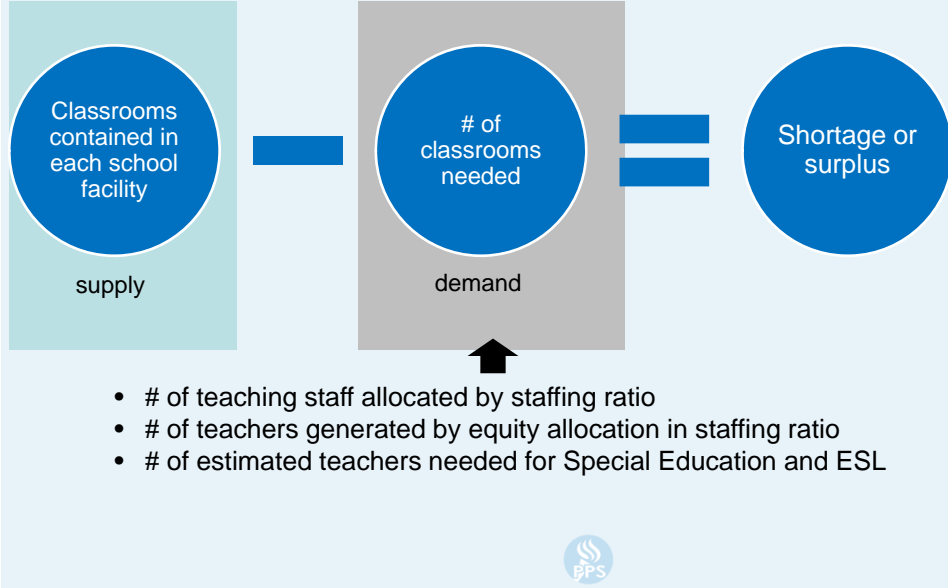 Classrooms
contained in
each school
facility
supply
# of
classrooms
needed
demand
Shortage or
surplus
• # of teaching staff allocated by staffing ratio
• # of teachers generated by equity allocation in staffing ratio
• # of estimated teachers needed for Special Education and ESL
PPS